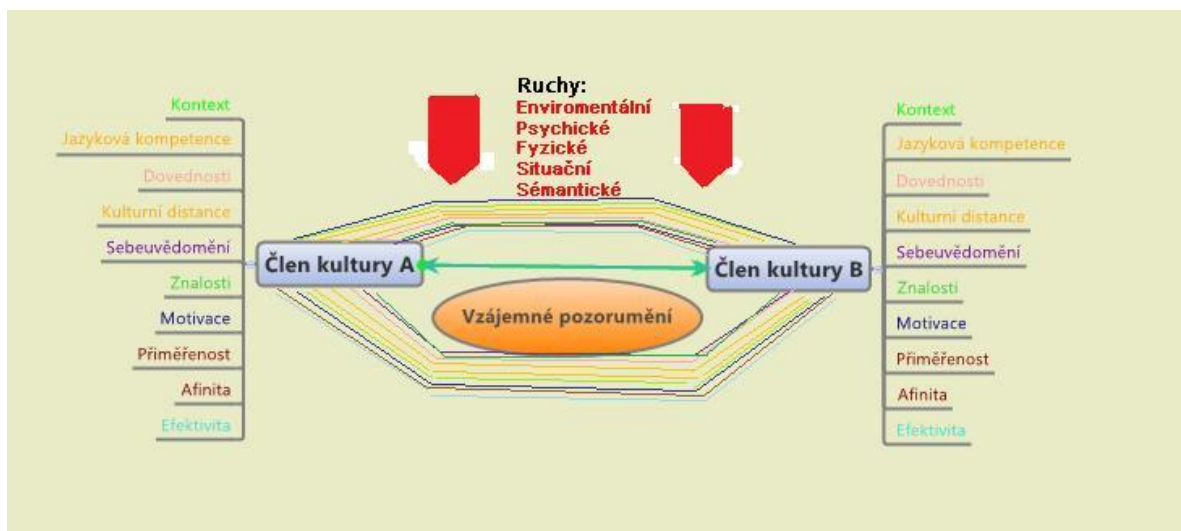 Ruchy:
Enviromentální
Psychické
Fyzické
Situační
Sémantické
Kontext
Jazyková kompetence
Dovednosti
Kulturní distance
Sebeuvědomění
Znalosti
Motivace
Přiměřenost
Afinita
Efektivita
Člen kultury A
Vzájemné pozorumění
Člen kultury B
Kontext
Jazyková kompetence
Dovednosti
Kulturní distance
Sebeuvědomění
Znalosti
Motivace
Přiměřenost
Afinita
Efektivita